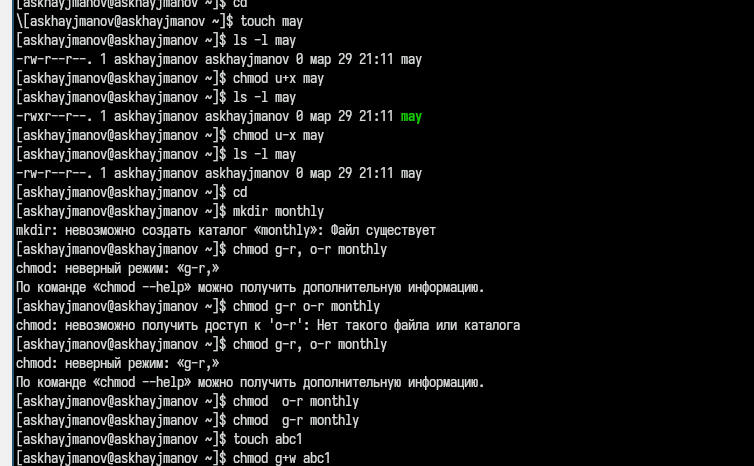 [askhayjmanov@askhayjmanov ~]$ cd
\[askhayjmanov@askhayjmanov ~]$ touch may
[askhayjmanov@askhayjmanov ~]$ ls -l may
-rw-r--r--. 1 askhayjmanov askhayjmanov 0 мар 29 21:11 may
[askhayjmanov@askhayjmanov ~]$ chmod u+x may
[askhayjmanov@askhayjmanov ~]$ ls -l may
-rwxr--r--. 1 askhayjmanov askhayjmanov 0 мар 29 21:11 may
[askhayjmanov@askhayjmanov ~]$ chmod u-x may
[askhayjmanov@askhayjmanov ~]$ ls -l may
-rw-r--r--. 1 askhayjmanov askhayjmanov 0 мар 29 21:11 may
[askhayjmanov@askhayjmanov ~]$ cd
[askhayjmanov@askhayjmanov ~]$ mkdir monthly
mkdir: невозможно создать каталог «monthly»: Файл существует
[askhayjmanov@askhayjmanov ~]$ chmod g-r, o-r monthly
chmod: неверный режим: «g-r,»
По команде «chmod --help» можно получить дополнительную информацию.
[askhayjmanov@askhayjmanov ~]$ chmod g-r o-r monthly
chmod: невозможно получить доступ к 'o-r': Нет такого файла или каталога
[askhayjmanov@askhayjmanov ~]$ chmod g-r, o-r monthly
chmod: неверный режим: «g-r,»
По команде «chmod --help» можно получить дополнительную информацию.
[askhayjmanov@askhayjmanov ~]$ chmod  o-r monthly
[askhayjmanov@askhayjmanov ~]$ chmod  g-r monthly
[askhayjmanov@askhayjmanov ~]$ touch abc1
[askhayjmanov@askhayjmanov ~]$ chmod g+w abc1